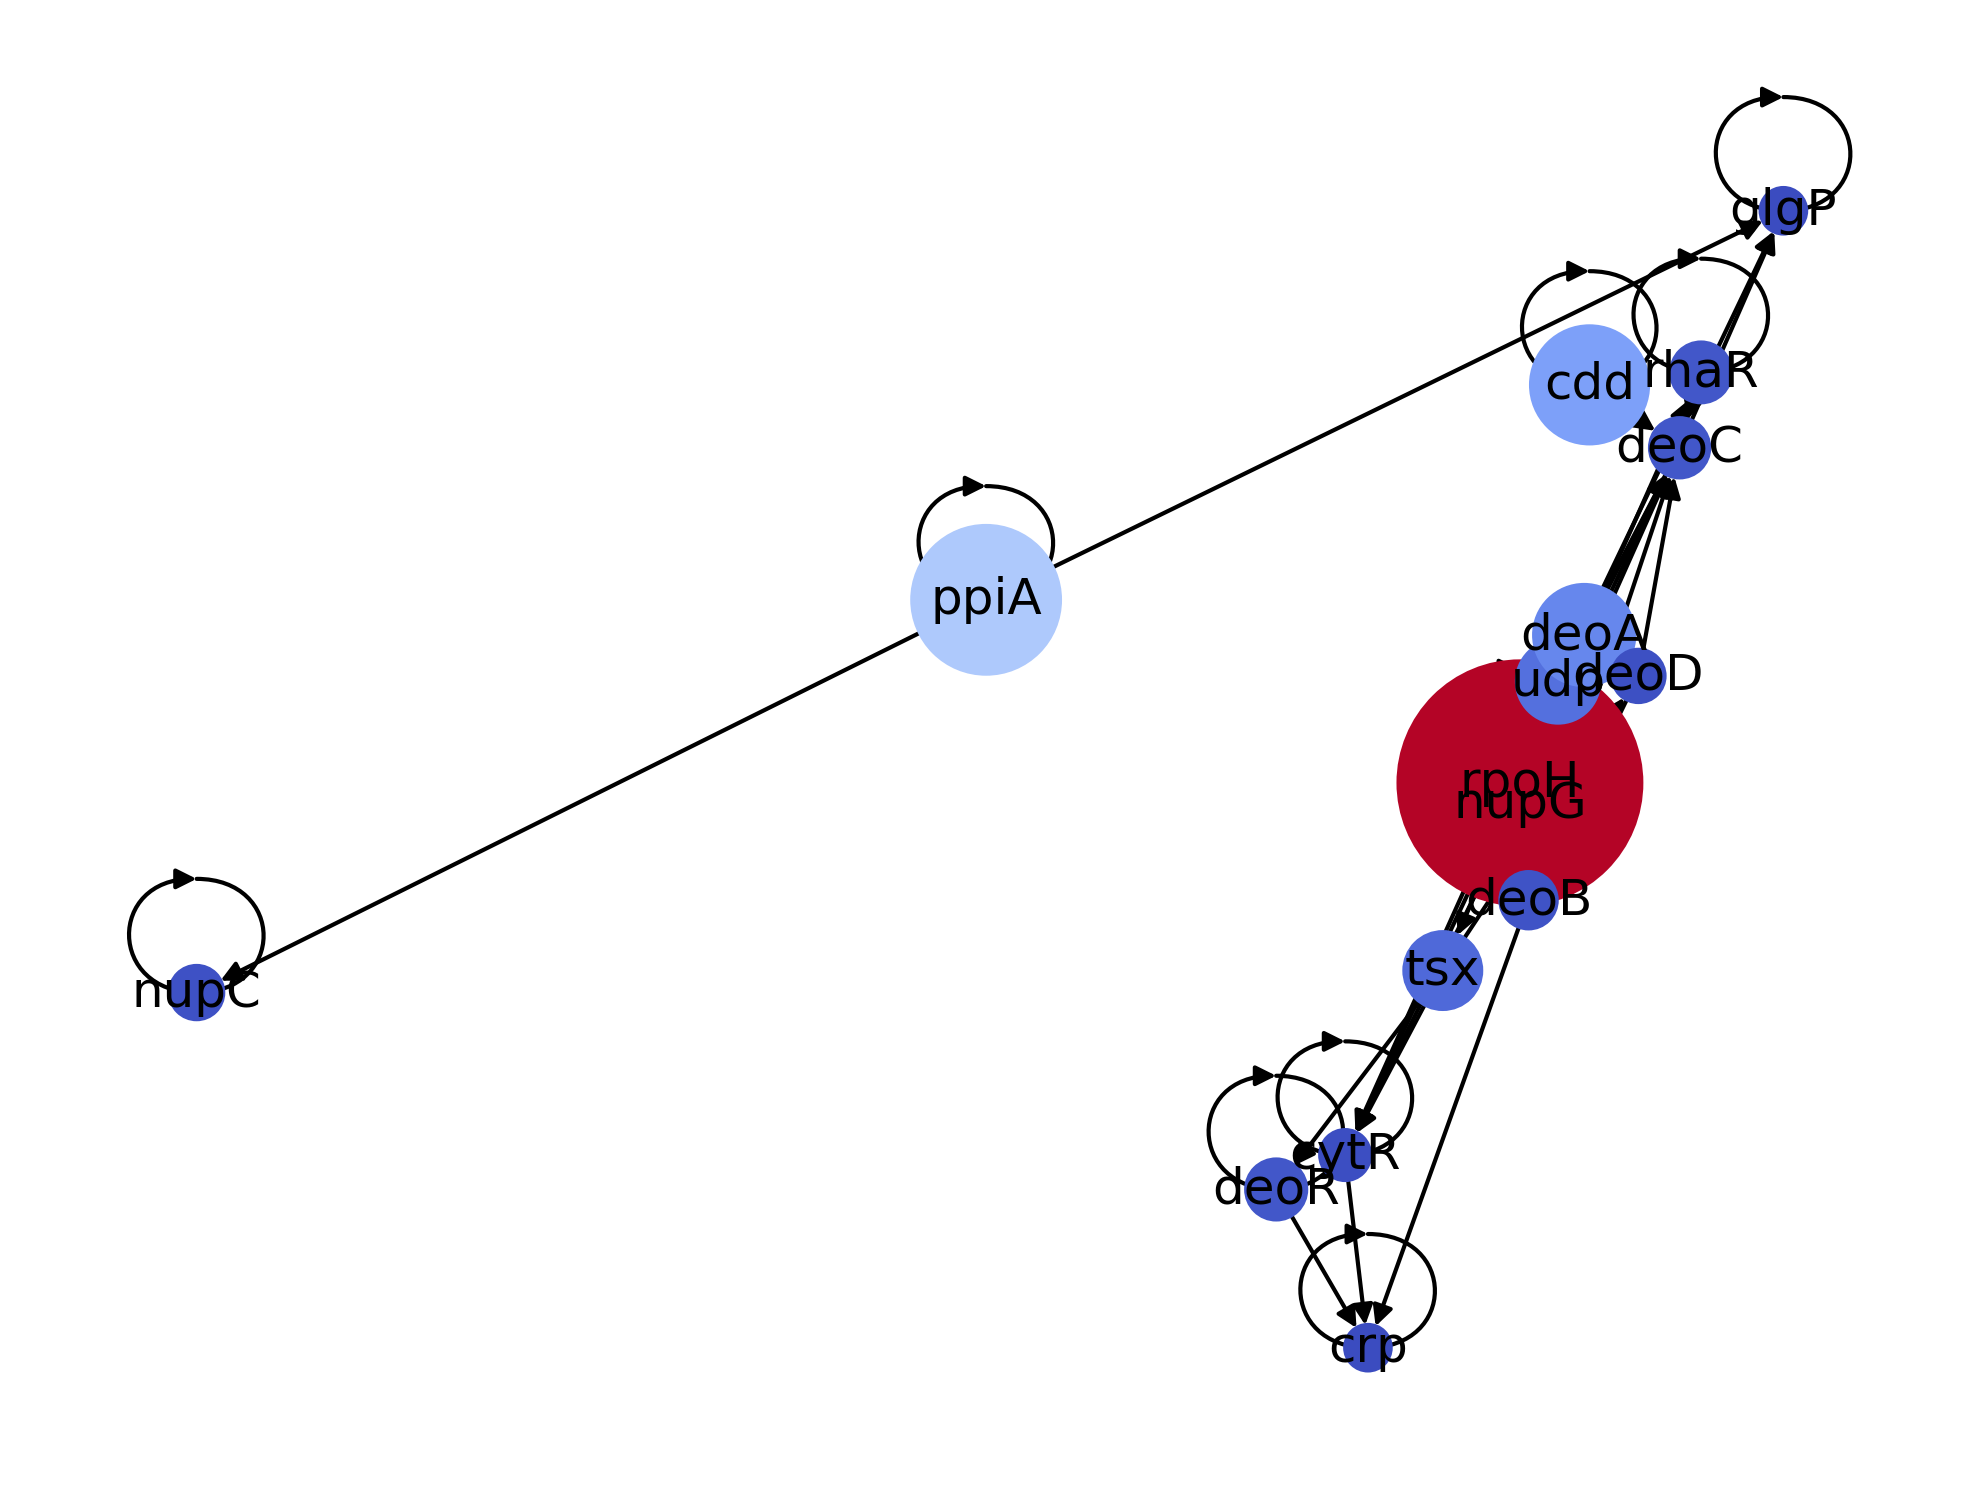 glgP
cdd
rhaR
deoC
ppiA
deoA
udp
deoD
rpoH
nupG
deoB
tsx
nupC
cytR
deoR
crp